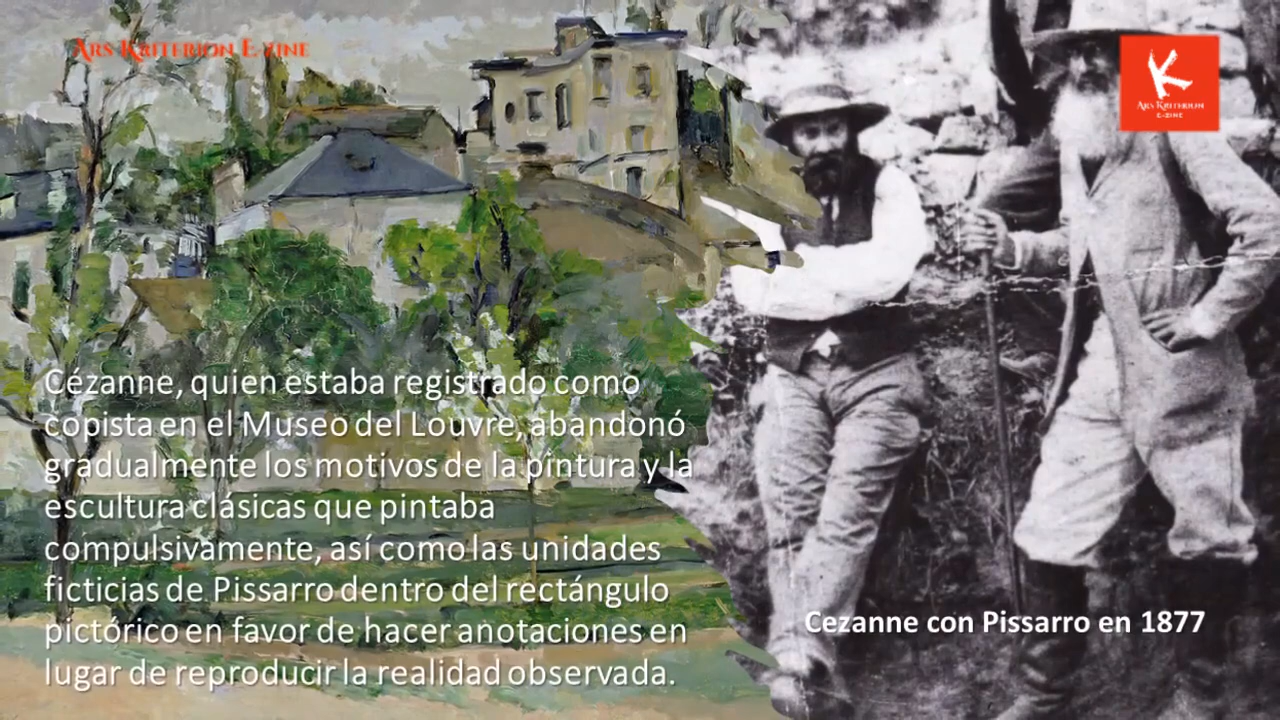 Ars Kriterion E-zine
K
Ars Kriterion
E-zine
Cézanne, quien estaba registrado como
copista en el Museo del Louvre, abandonó
gradualmente los motivos de la pintura y la
escultura clásicas que pintaba
compulsivamente, así como las unidades
ficticias de Pissarro dentro del rectángulo
pictórico en favor de hacer anotaciones en
lugar de reproducir la realidad observada.
Cezanne con Pissarro en 1877